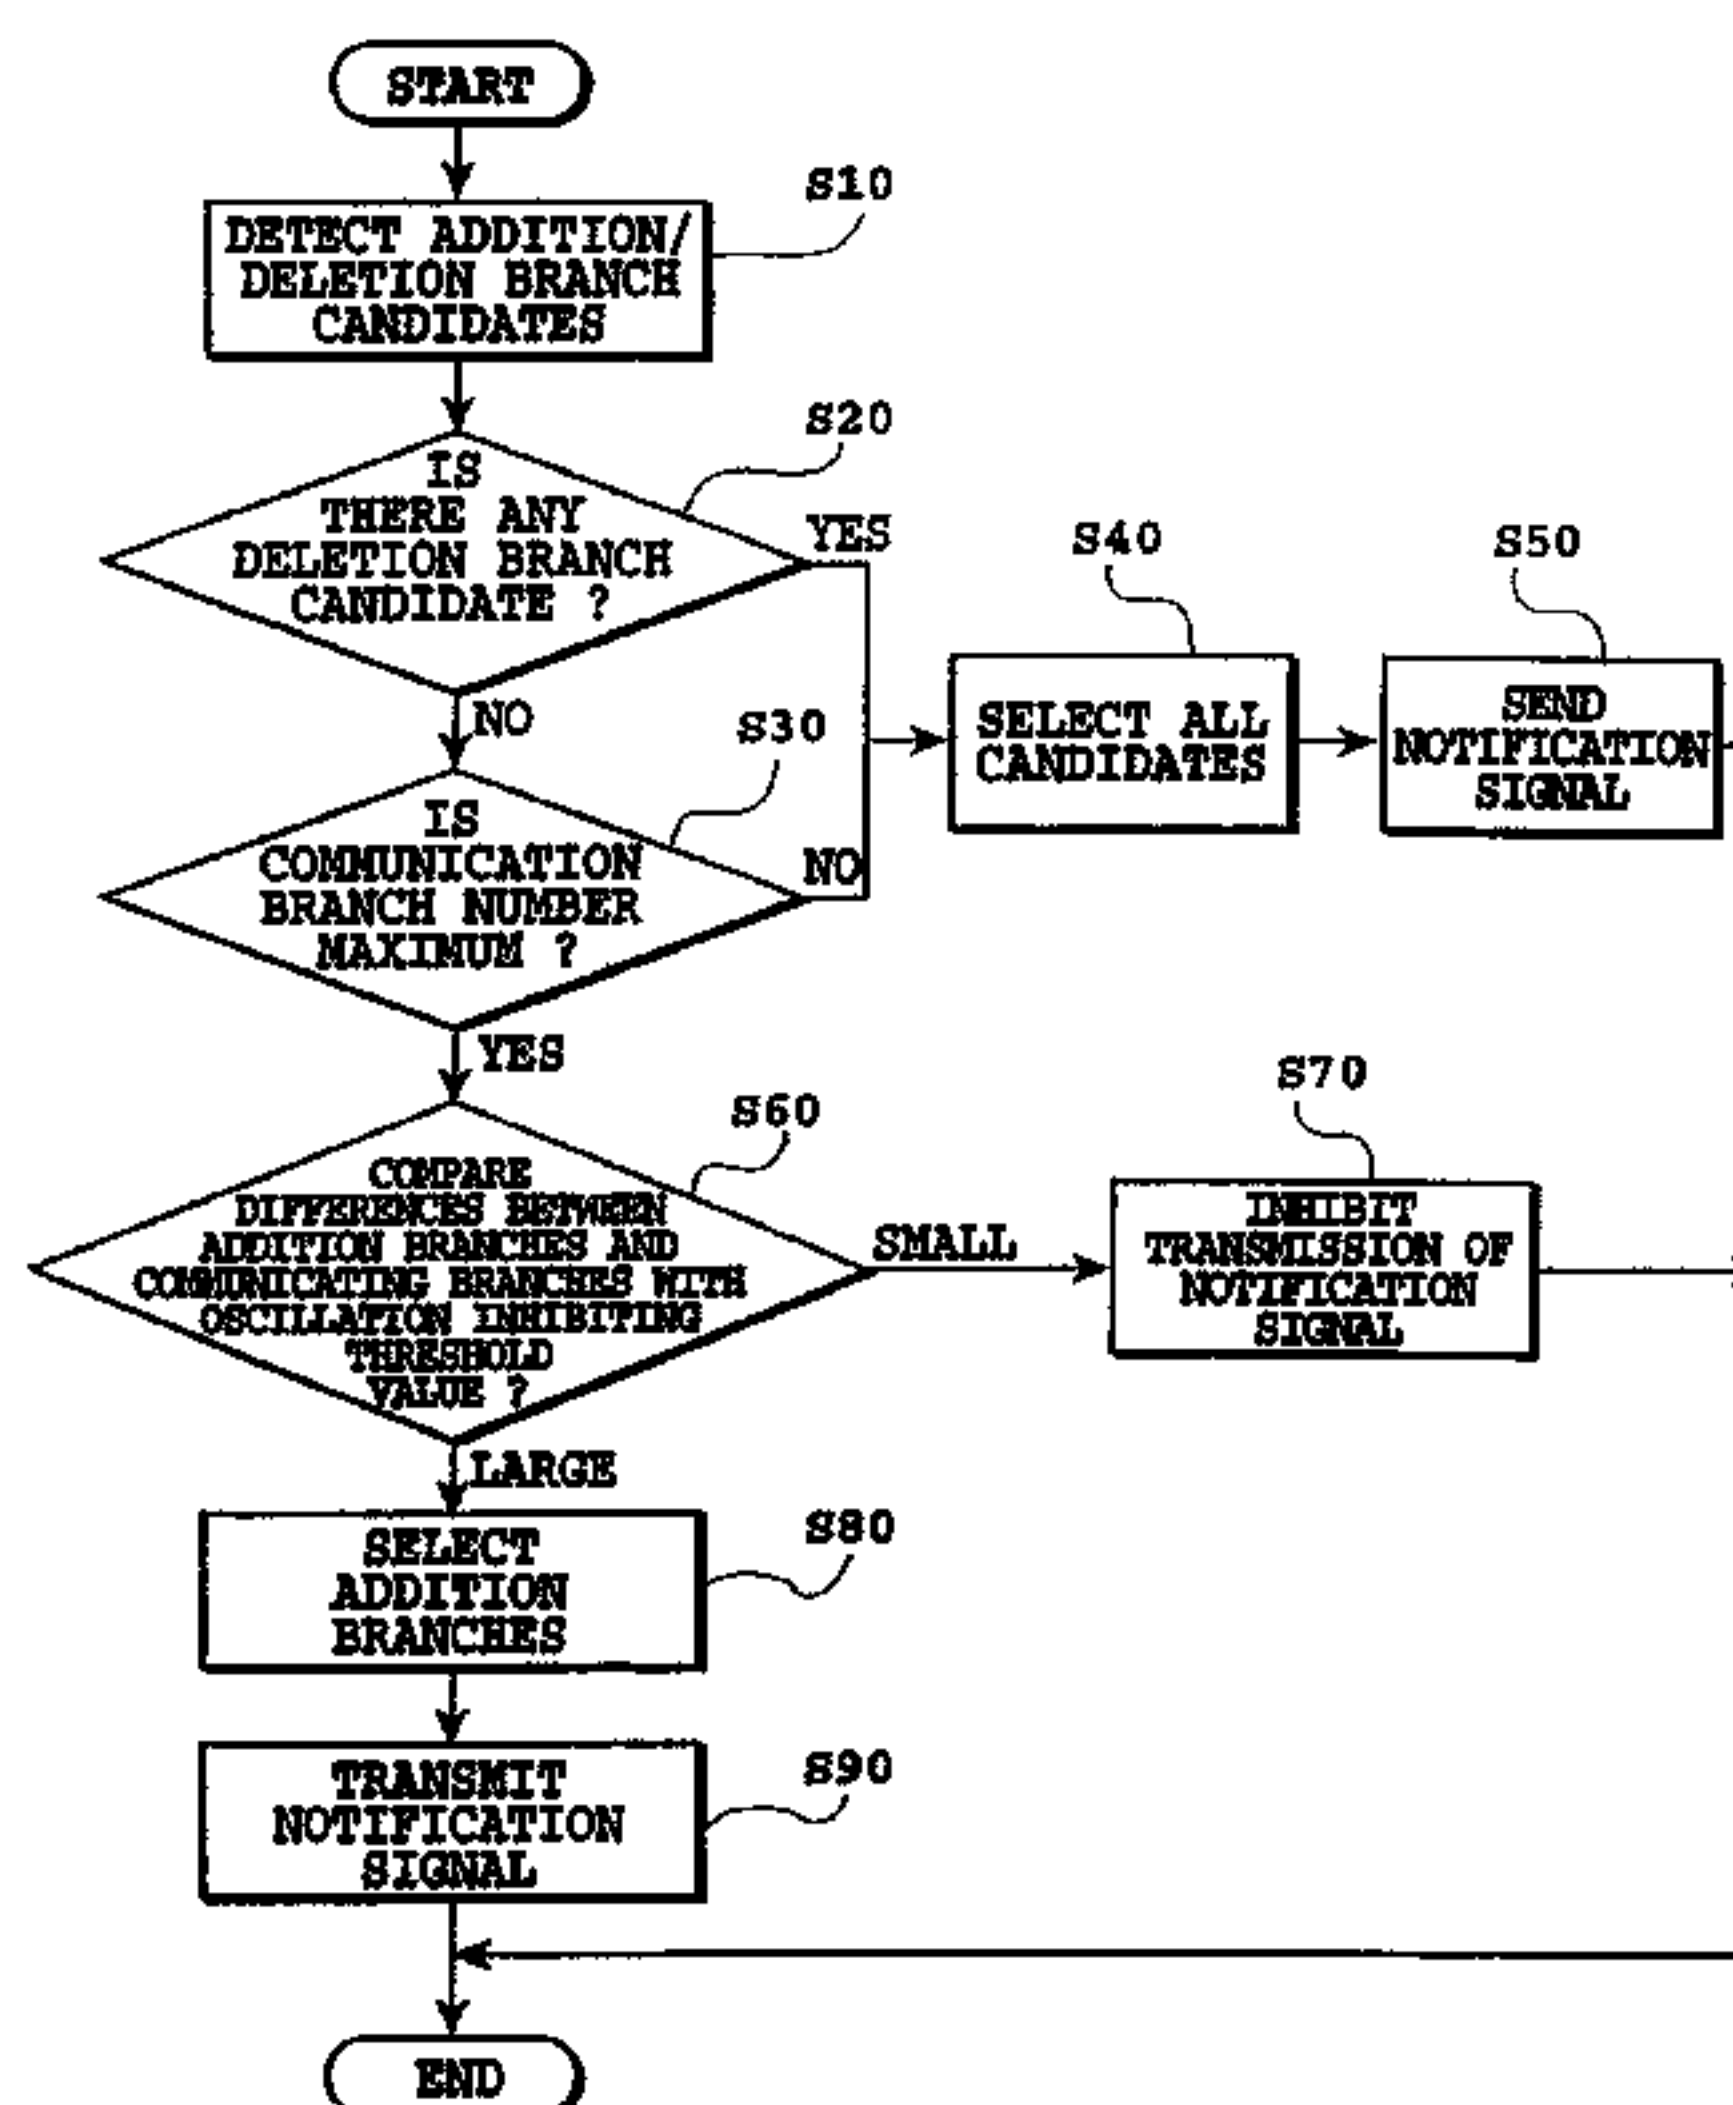 START
S10
DETECT ADDITION/
DELETION BRANCH
CANDIDATES
S20
IS
THERE ANY
DELETION BRANCH
CANDIDATE ?
YES
NO
S40
SELECT ALL
CANDIDATES
S50
SEND
NOTIFICATION
SIGNAL
S30
IS
COMMUNICATION
BRANCH NUMBER
MAXIMUM ?
NO
YES
S60
COMPARE
DIFFERENCES BETWEEN
ADDITION BRANCHES AND
COMMUNICATING BRANCHES WITH
OSCILLATION INHIBITING
THRESHOLD
VALUE ?
SMALL
S70
INHIBIT
TRANSMISSION OF
NOTIFICATION
SIGNAL
LARGE
S80
SELECT
ADDITION
BRANCHES
S90
TRANSMIT
NOTIFICATION
SIGNAL
END